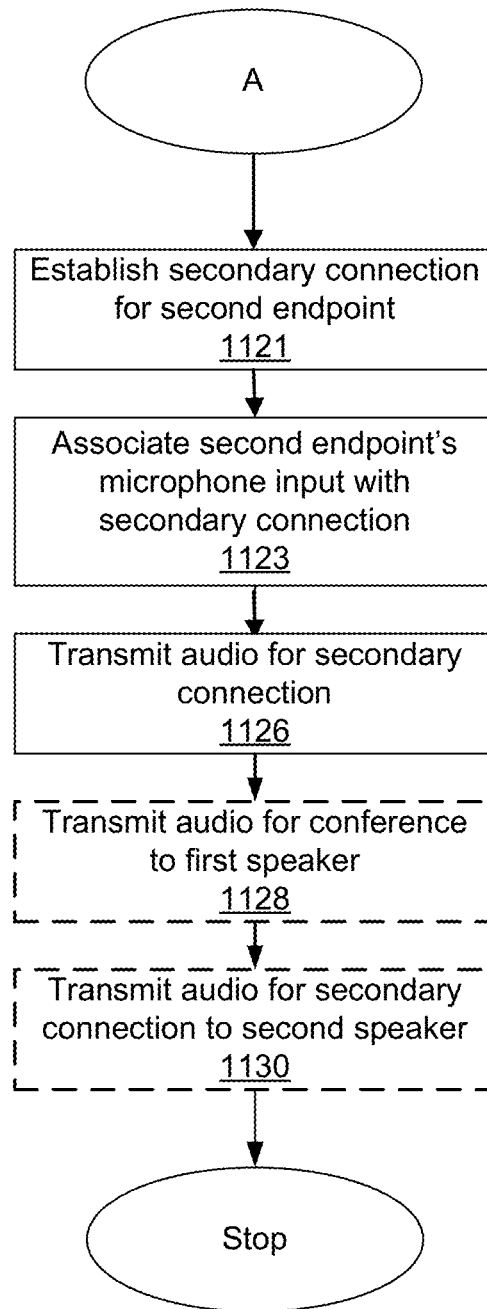 A
Establish secondary connection
for second endpoint
1121
Associate second endpoint's
microphone input with
secondary connection
1123
Transmit audio for secondary
connection
1126
Transmit audio for conference
to first speaker
1128
Transmit audio for secondary
connection to second speaker
1130
Stop